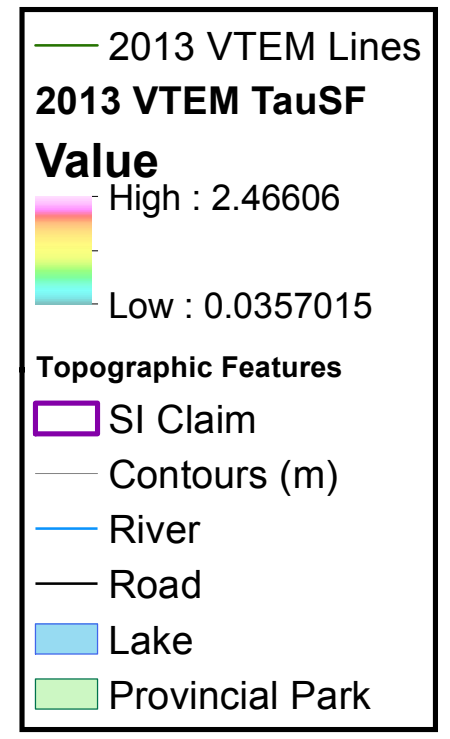 2013 VTEM Lines
2013 VTEM TauSF
Value
High : 2.46606
Low : 0.0357015
Topographic Features
SI Claim
Contours (m)
River
Road
Lake
Provincial Park